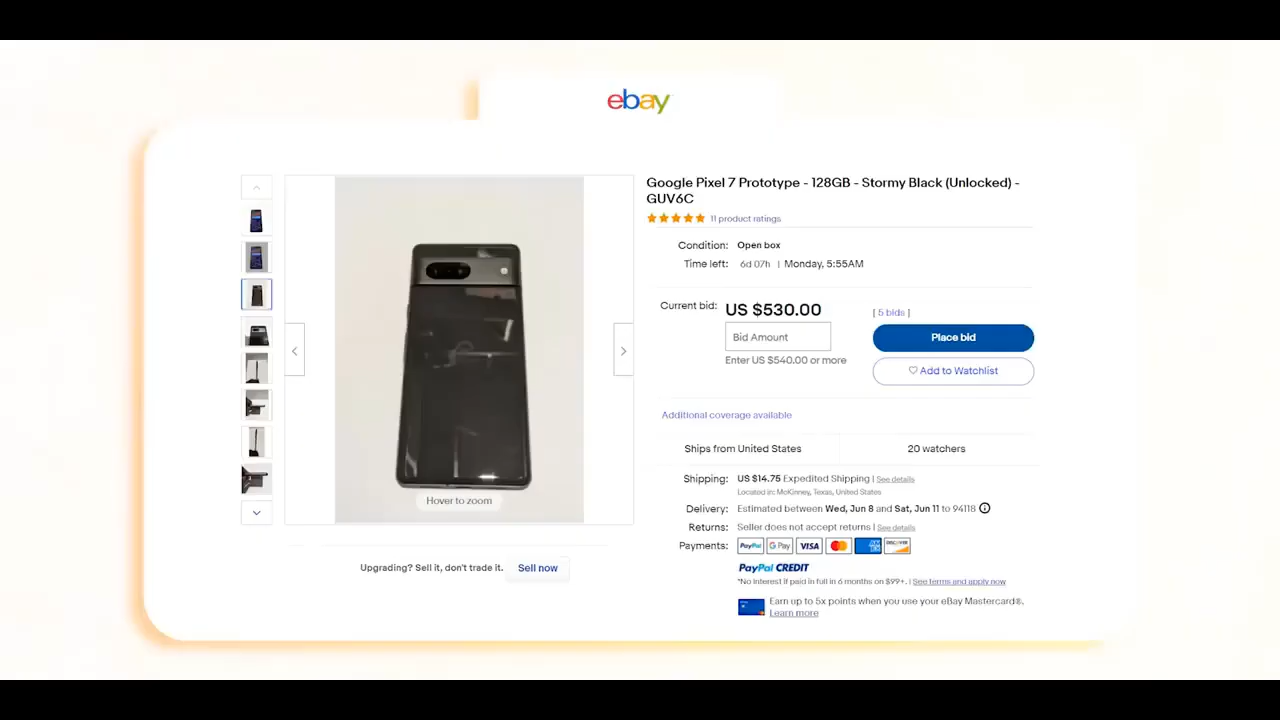 ebay
Google Pixel 7 Prototype - 128GB - Stormy Black (Unlocked) -
GUV6C
11 product ratings
Condition: Open box
Time left: 6d 07h | Monday, 5:55AM
Current bid: US $530.00
[ 5 bids ]
Bid Amount
Place bid
Enter US $540.00 or more
Add to Watchlist
Additional coverage available
Ships from United States
20 watchers
Shipping: US $14.75 Expedited Shipping | See details
Located in: McKinney, Texas, United States
Delivery: Estimated between Wed, Jun 8 and Sat, Jun 11 to 94118
Returns: Seller does not accept returns | See details
Payments: PayPal G Pay VISA DISCOVER
PayPal CREDIT
*No Interest if paid in full in 6 months on $99+. | See terms and apply now
Earn up to 5x points when you use your eBay Mastercard®.
Learn more
Hover to zoom
Upgrading? Sell it, don't trade it. Sell now